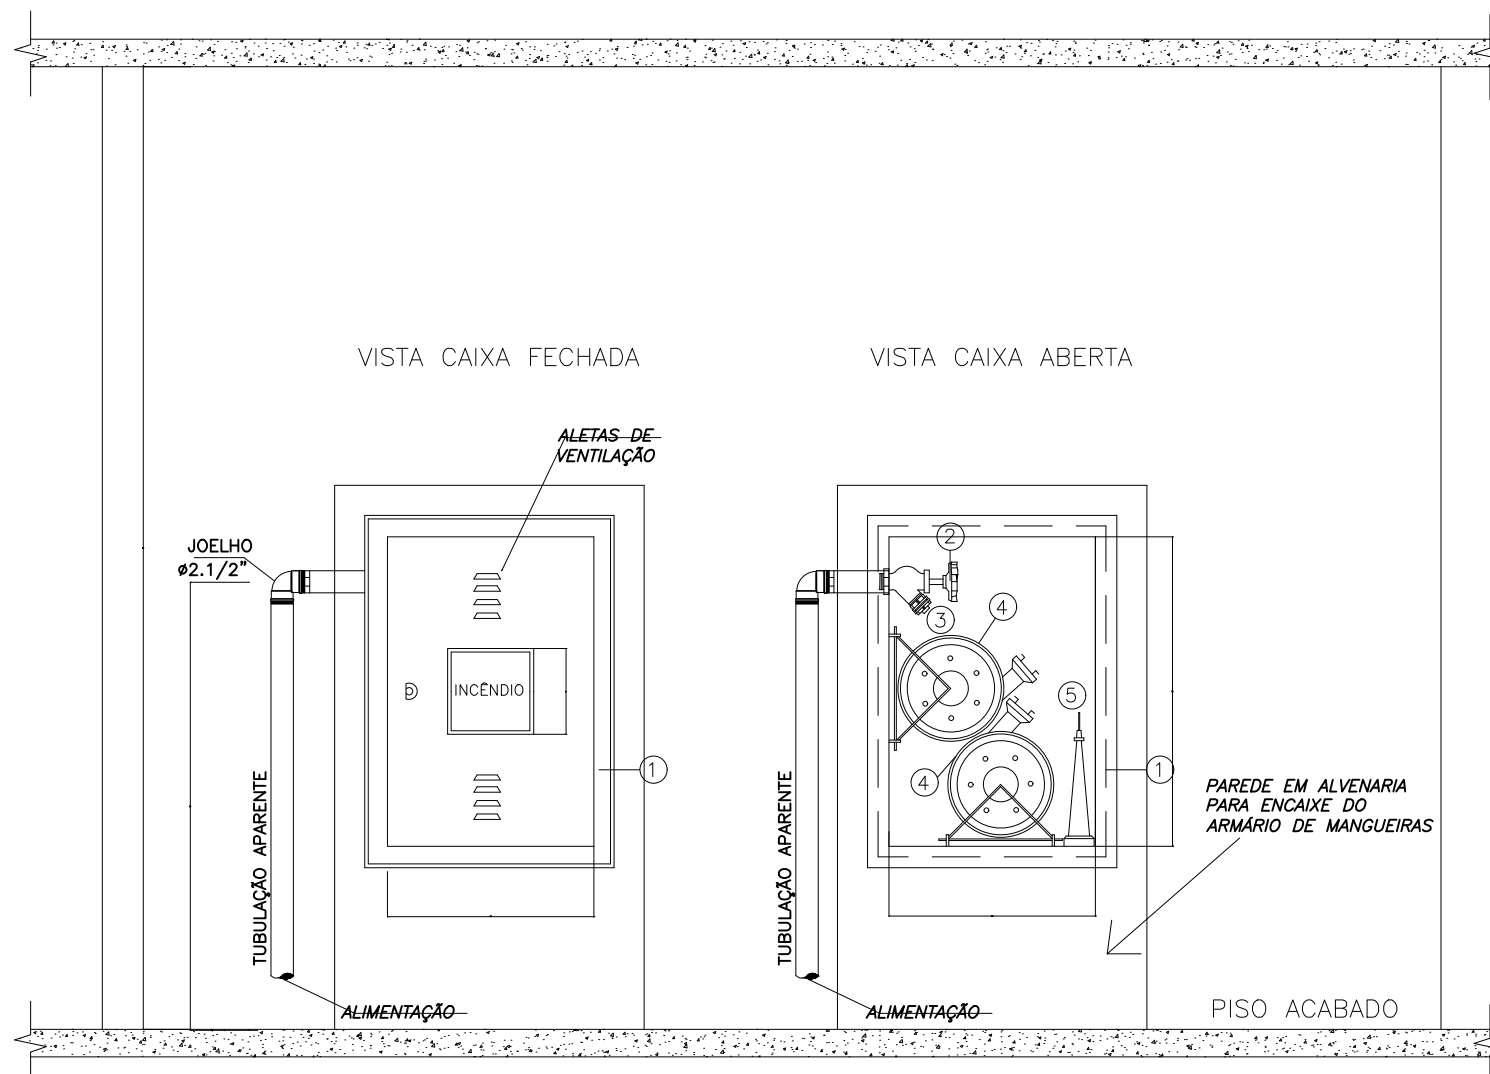 VISTA CAIXA FECHADA
VISTA CAIXA ABERTA
ALETAS DE
VENTILAÇÃO
JOELHO
ø2.1/2"
INCÊNDIO
1
TUBULAÇÃO APARENTE
ALIMENTAÇÃO
2
3
4
5
4
1
TUBULAÇÃO APARENTE
ALIMENTAÇÃO
PAREDE EM ALVENARIA
PARA ENCAIXE DO
ARMÁRIO DE MANGUEIRAS
PISO ACABADO